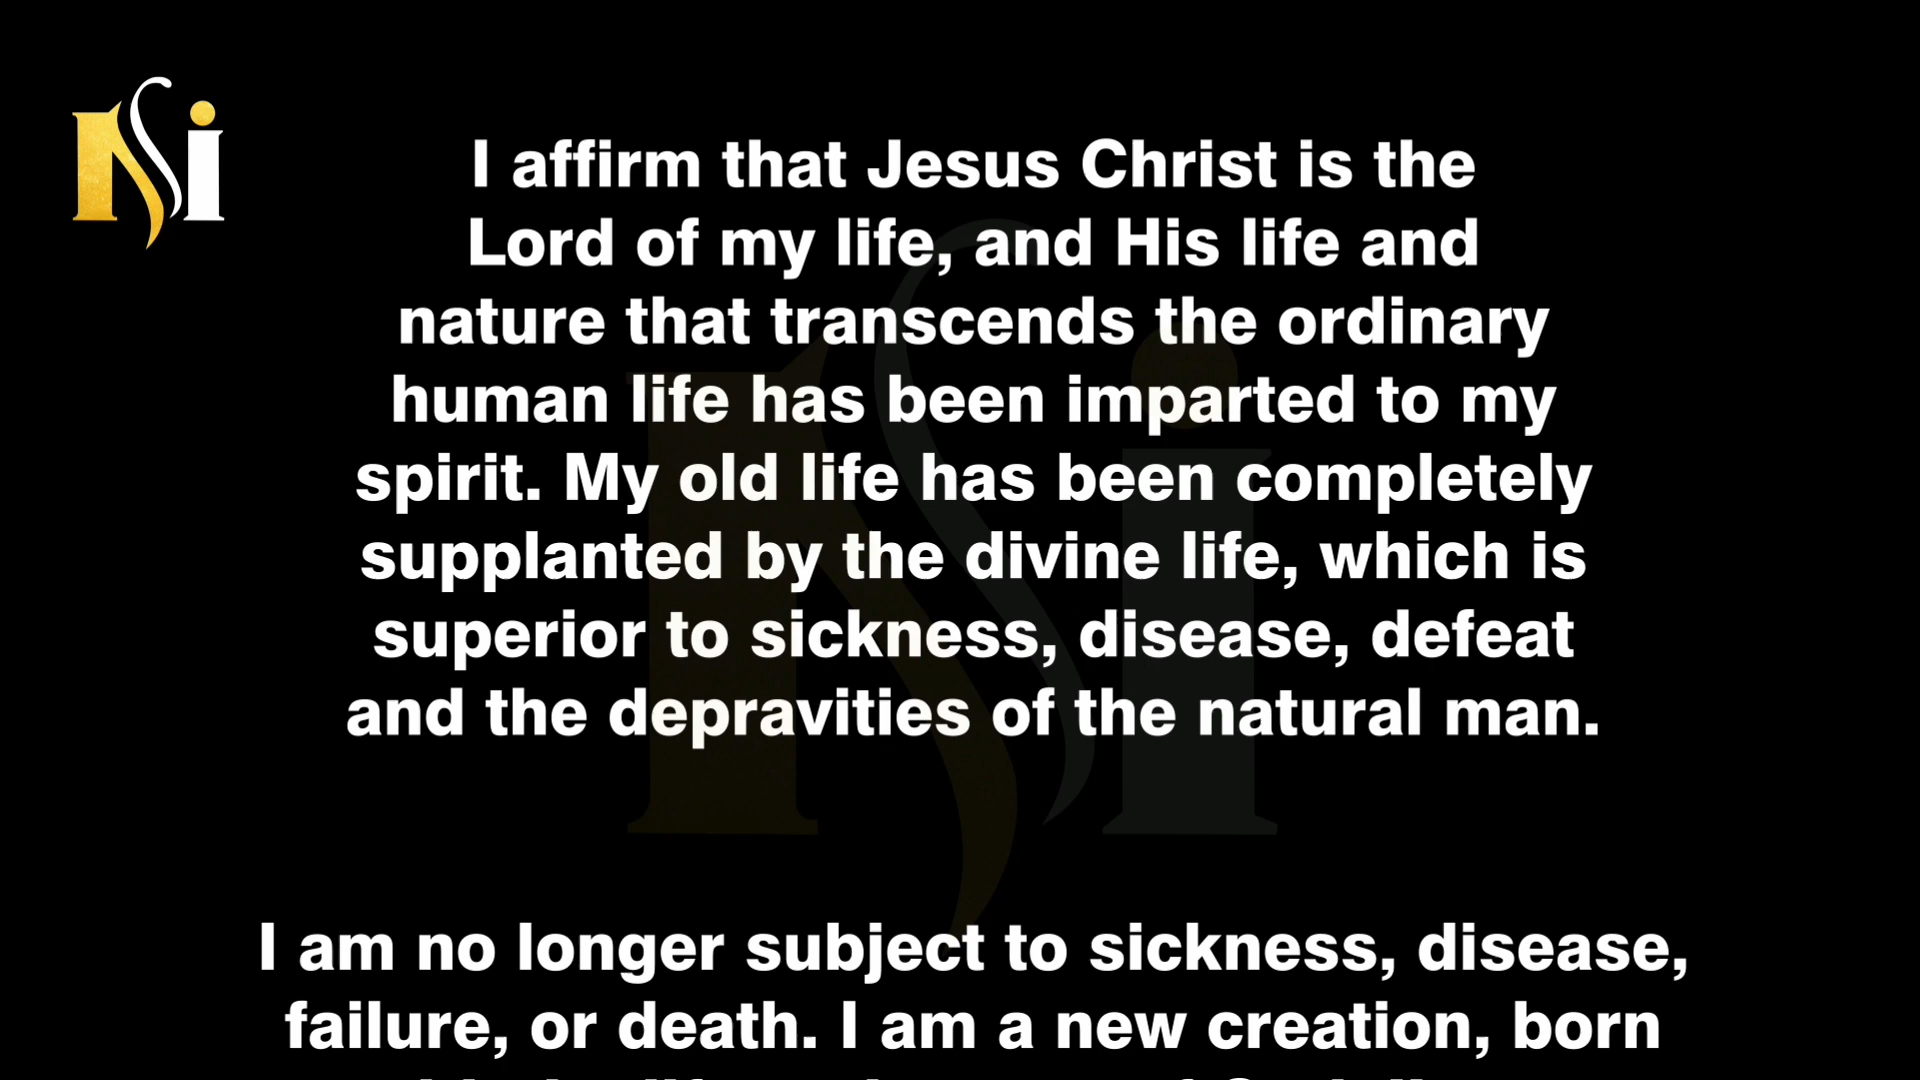 I affirm that Jesus Christ is the
Lord of my life, and His life and
nature that transcends the ordinary
human life has been imparted to my
spirit. My old life has been completely
supplanted by the divine life, which is
superior to sickness, disease, defeat
and the depravities of the natural man.
I am no longer subject to sickness, disease,
failure, or death. I am a new creation, born